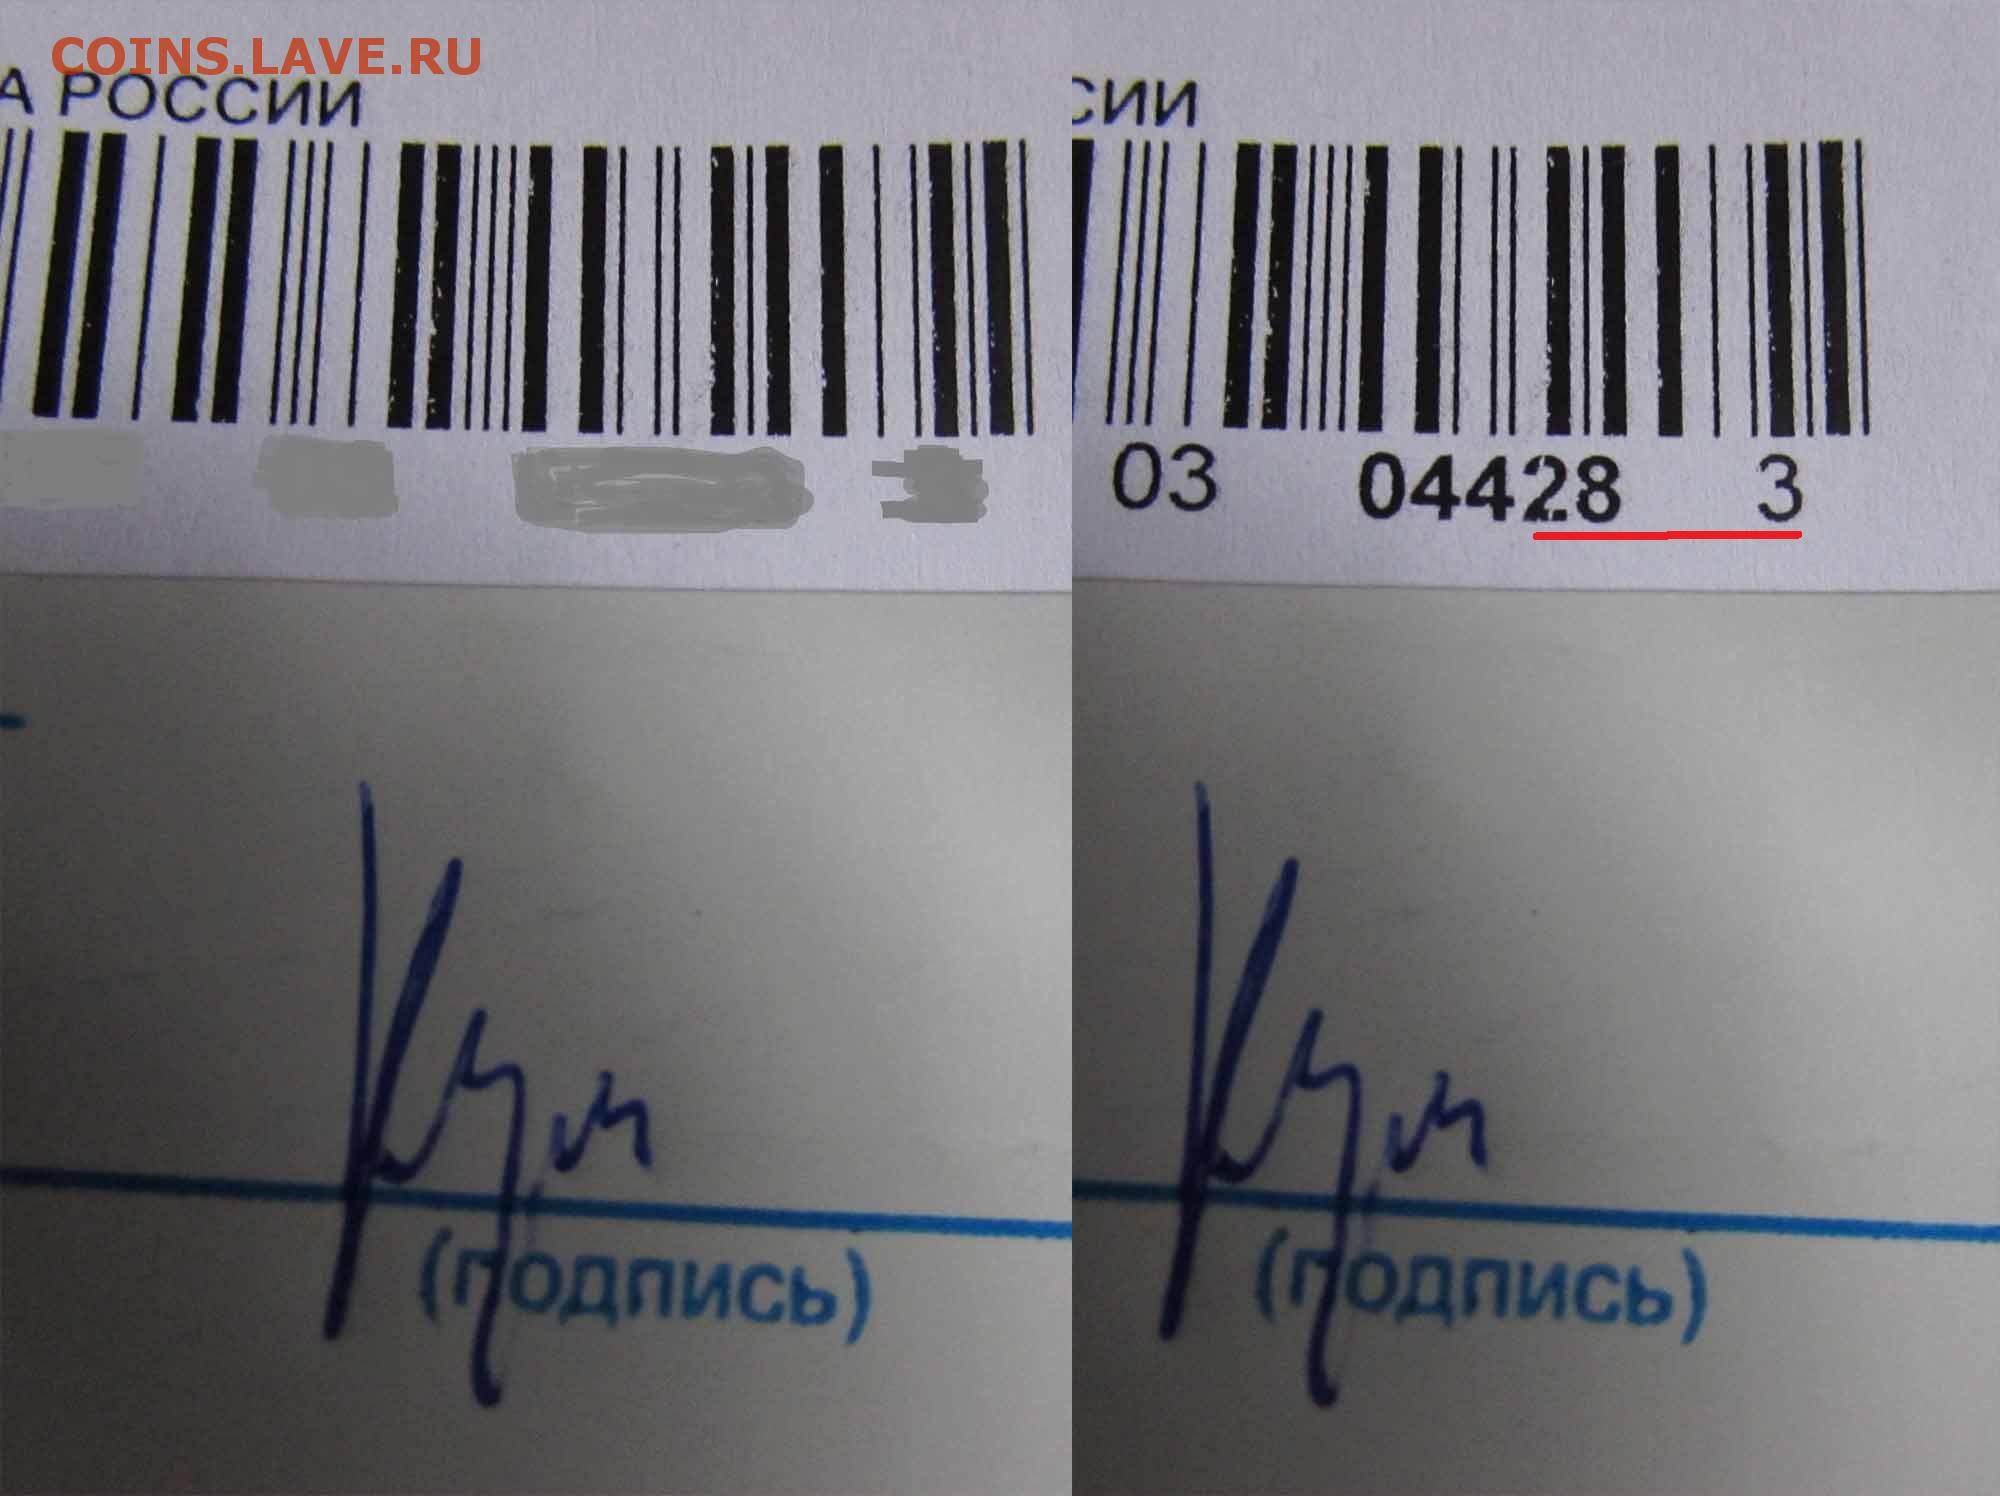 COINS.LAVE.RU
А РОССИИ
СИИ
03 04428 3
(подпись)
(подпись)